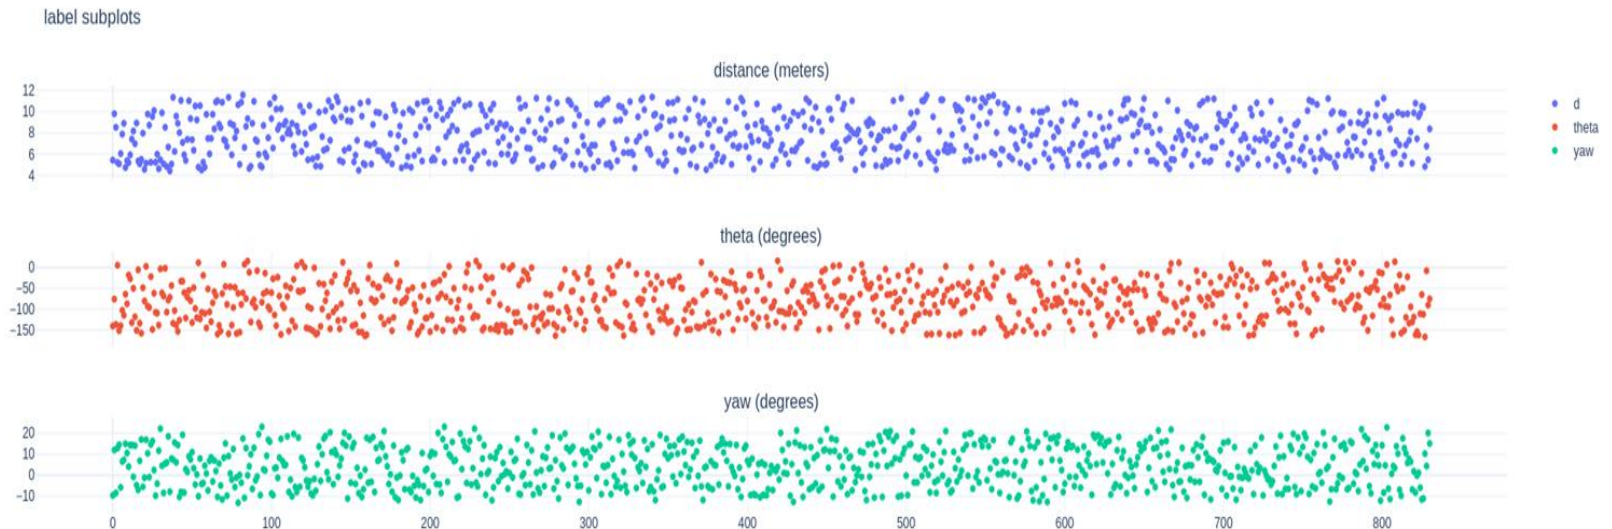 label subplots
distance (meters)
12
10
8
6
4
d
theta
yaw
theta (degrees)
0
−50
−100
−150
yaw (degrees)
20
10
0
−10
0 100 200 300 400 500 600 700 800